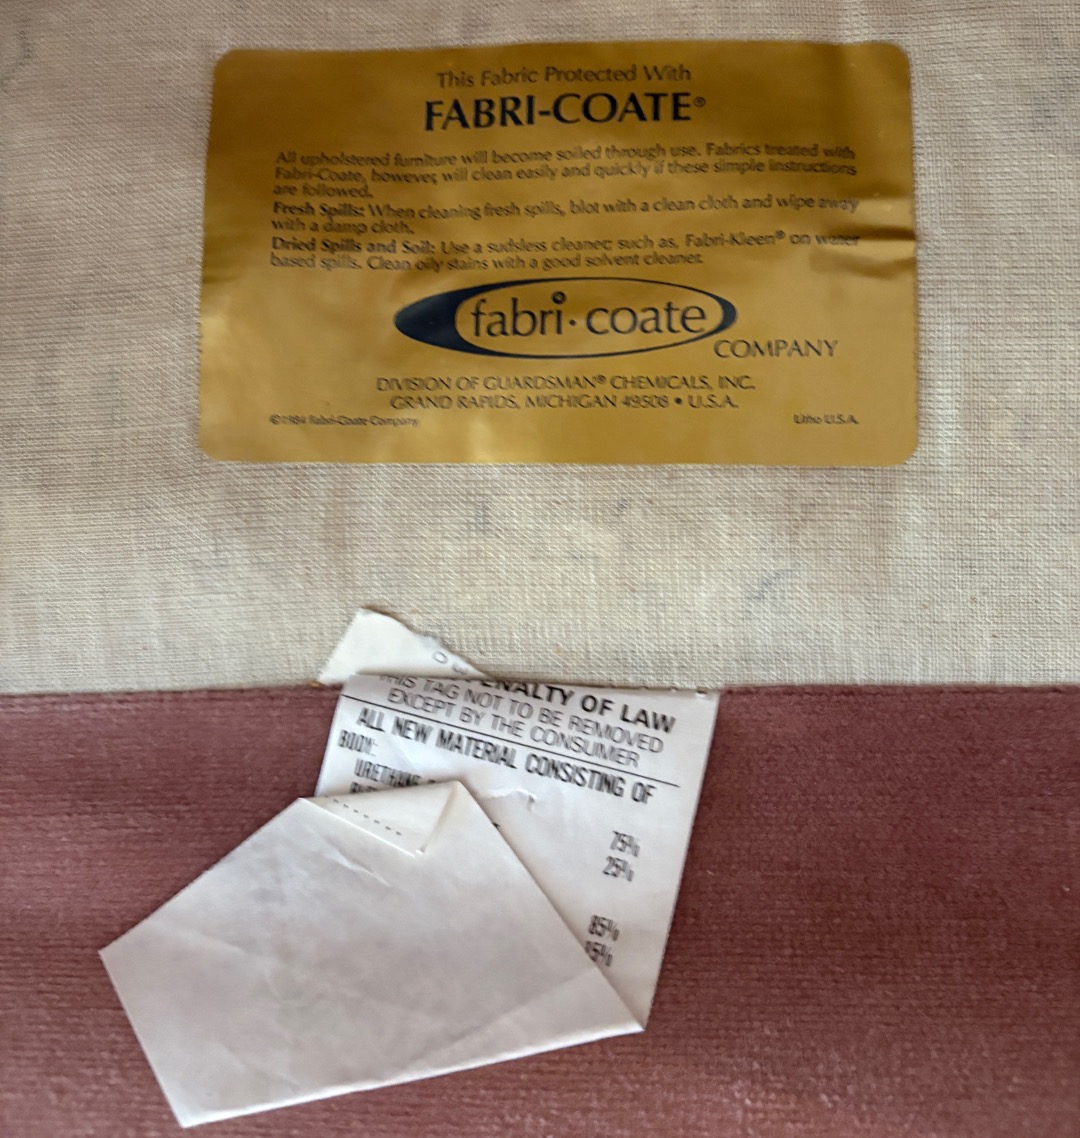 This Fabric Protected With
FABRI-COATE®
All upholstered furniture will become soiled through use. Fabrics treated with
Fabri-Coate, however, will clean easily and quickly if these simple instructions
are followed.
Fresh Spills: When cleaning fresh spills, blot with a clean cloth and wipe away
with a damp cloth.
Dried Spills and Soil: Use a sudsless cleaner, such as, Fabri-Kleen® on water
based spills. Clean oily stains with a good solvent cleaner.
fabri·coate
COMPANY
DIVISION OF GUARDSMAN® CHEMICALS, INC.
GRAND RAPIDS, MICHIGAN 49508 • U.S.A.
©1984 Fabri-Coate Company
Litho U.S.A.
PENALTY OF LAW
THIS TAG NOT TO BE REMOVED
EXCEPT BY THE CONSUMER
ALL NEW MATERIAL CONSISTING OF
BODY:
URETHANE
75%
25%
85%
15%